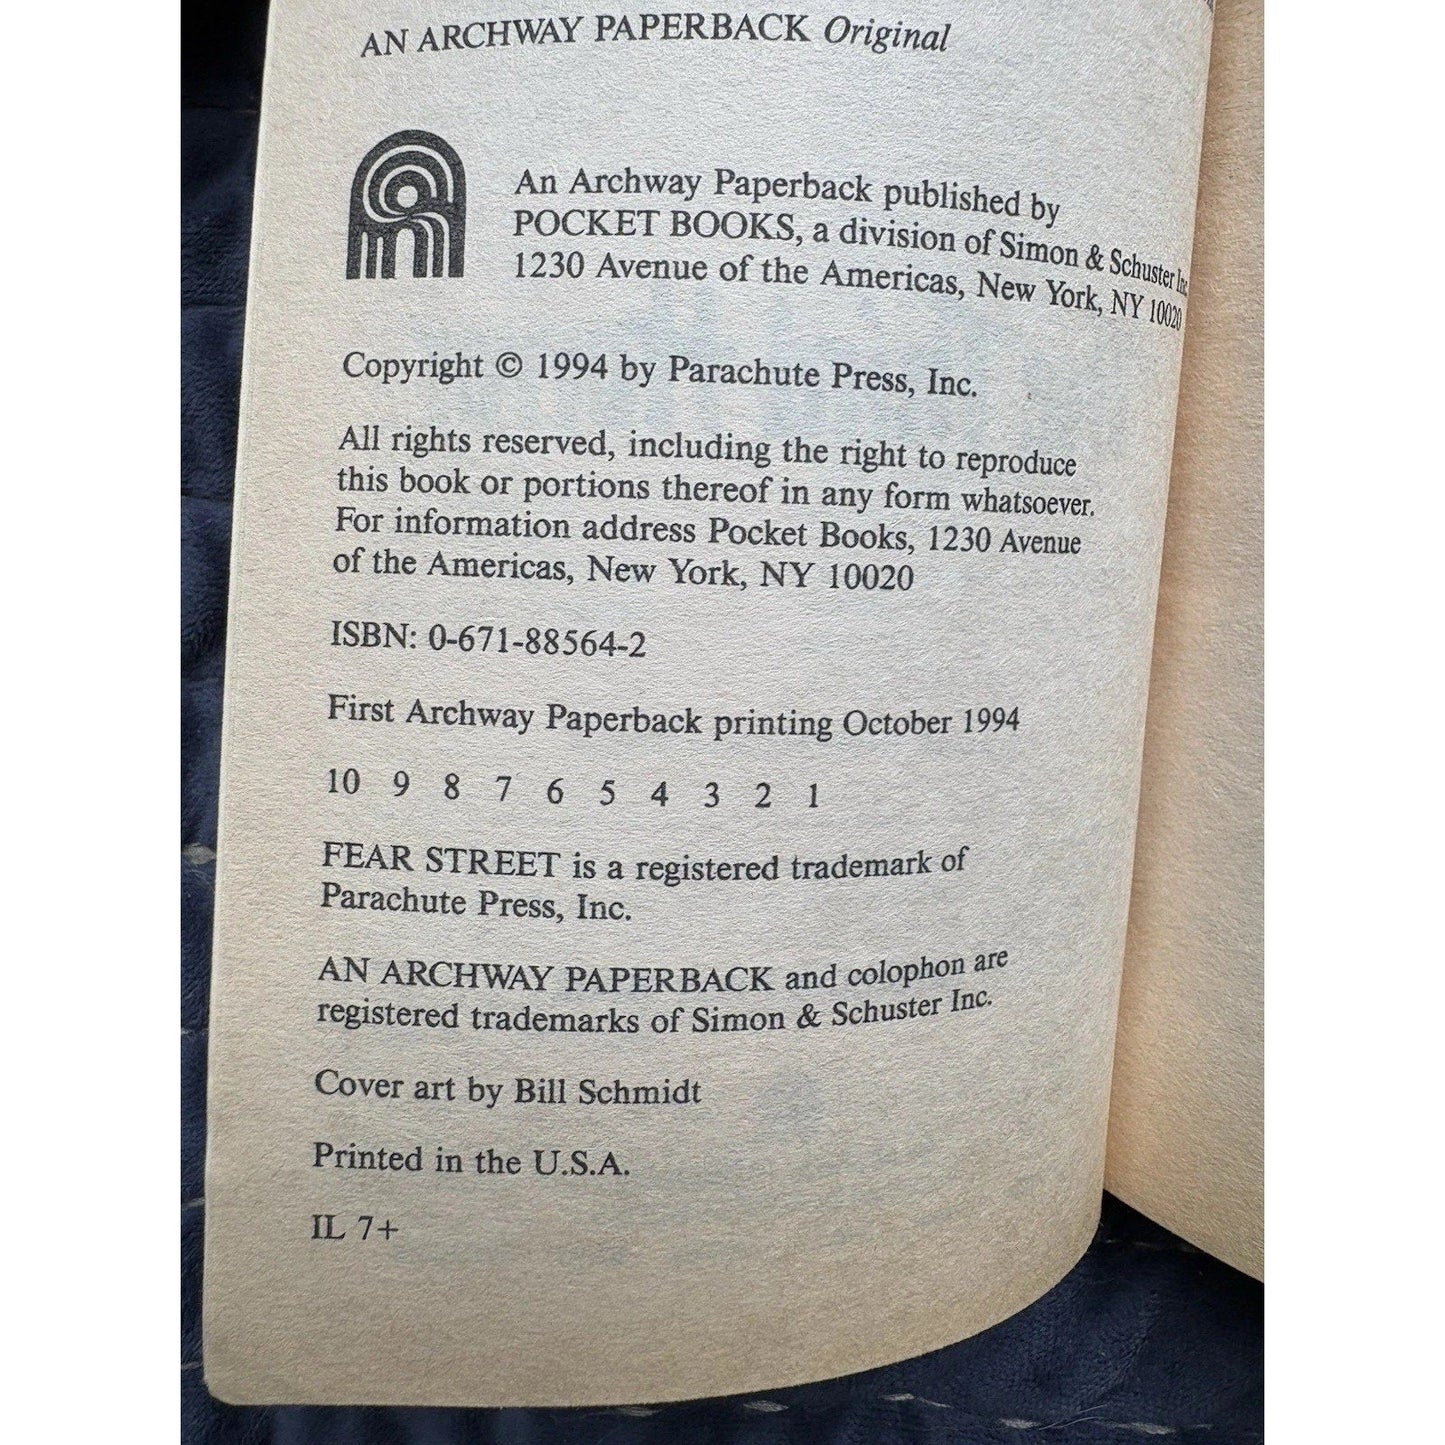 AN ARCHWAY PAPERBACK Original
An Archway Paperback published by
POCKET BOOKS, a division of Simon & Schuster Inc.
1230 Avenue of the Americas, New York, NY 10020
Copyright © 1994 by Parachute Press, Inc.
All rights reserved, including the right to reproduce
this book or portions thereof in any form whatsoever.
For information address Pocket Books, 1230 Avenue
of the Americas, New York, NY 10020
ISBN: 0-671-88564-2
First Archway Paperback printing October 1994
10 9 8 7 6 5 4 3 2 1
FEAR STREET is a registered trademark of
Parachute Press, Inc.
AN ARCHWAY PAPERBACK and colophon are
registered trademarks of Simon & Schuster Inc.
Cover art by Bill Schmidt
Printed in the U.S.A.
IL 7+